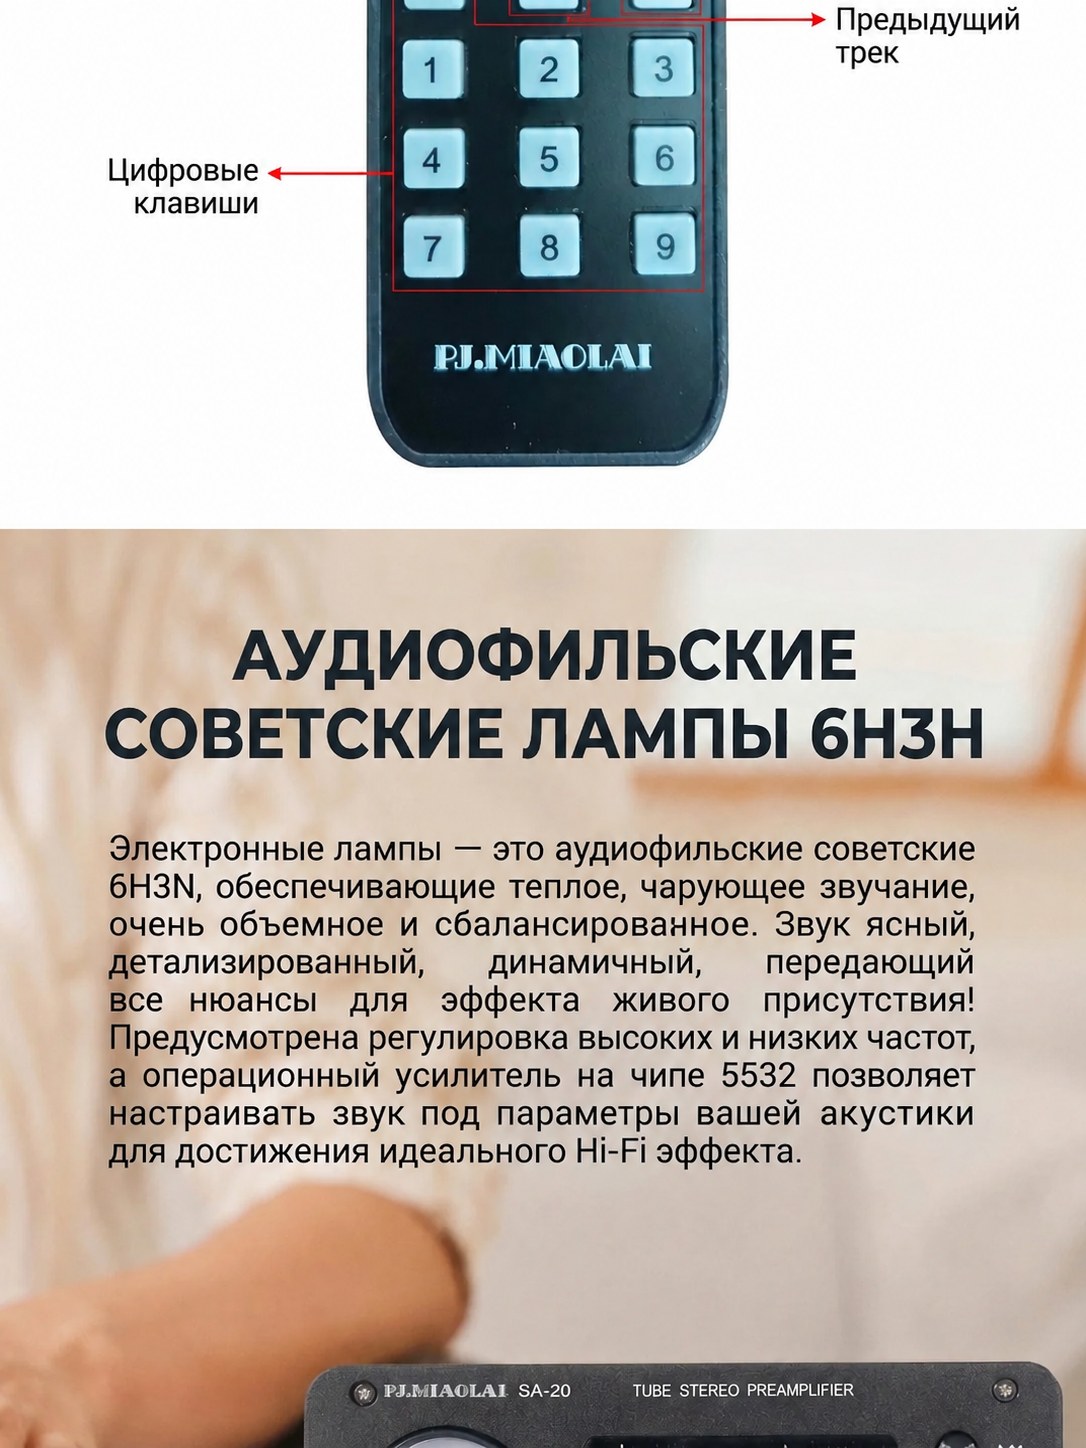 Предыдущий
трек
1 2 3
Цифровые
клавиши
4 5 6
7 8 9
PJ.MIAOLAI
АУДИОФИЛЬСКИЕ
СОВЕТСКИЕ ЛАМПЫ 6Н3Н
Электронные лампы — это аудиофильские советские
6Н3N, обеспечивающие теплое, чарующее звучание,
очень объемное и сбалансированное. Звук ясный,
детализированный, динамичный, передающий
все нюансы для эффекта живого присутствия!
Предусмотрена регулировка высоких и низких частот,
а операционный усилитель на чипе 5532 позволяет
настраивать звук под параметры вашей акустики
для достижения идеального Hi-Fi эффекта.
PJ.MIAOLAI SA-20 TUBE STEREO PREAMPLIFIER